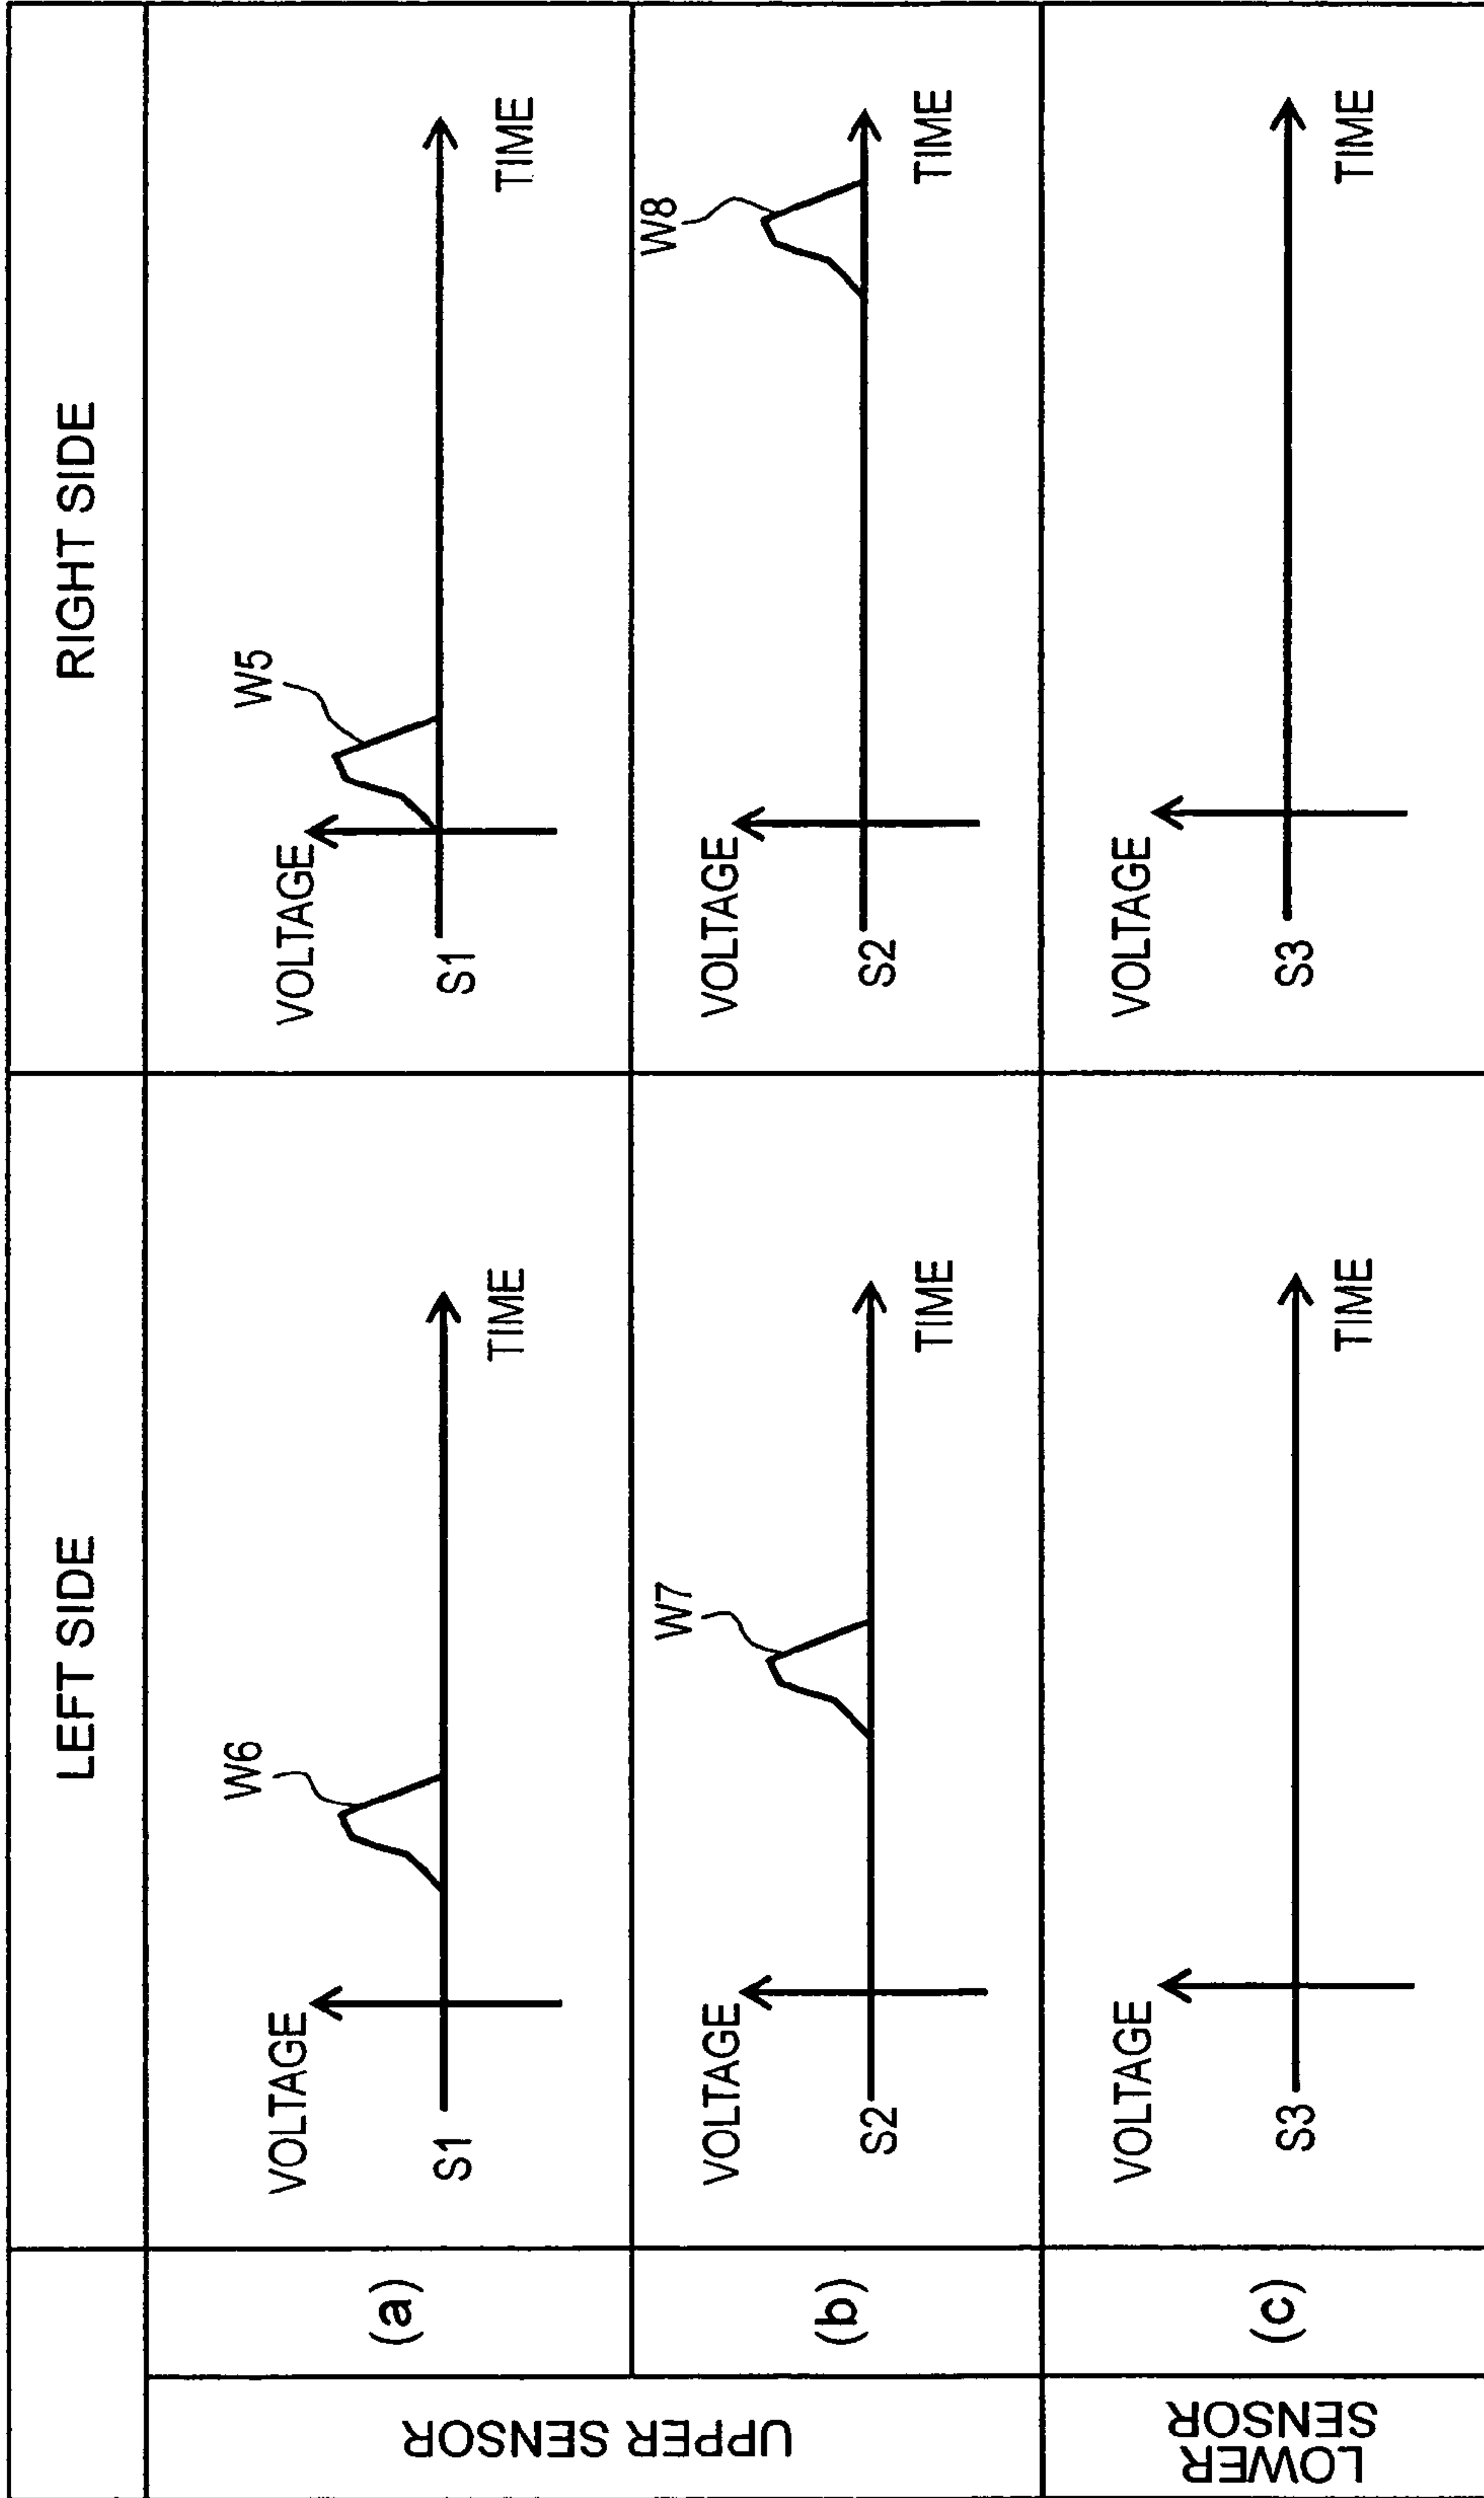 LEFT SIDE
RIGHT SIDE
UPPER SENSOR
(a)
VOLTAGE
W6
S1
TIME
VOLTAGE
W5
S1
TIME
(b)
VOLTAGE
W7
S2
TIME
VOLTAGE
W8
S2
TIME
LOWER
SENSOR
(c)
VOLTAGE
S3
TIME
VOLTAGE
S3
TIME